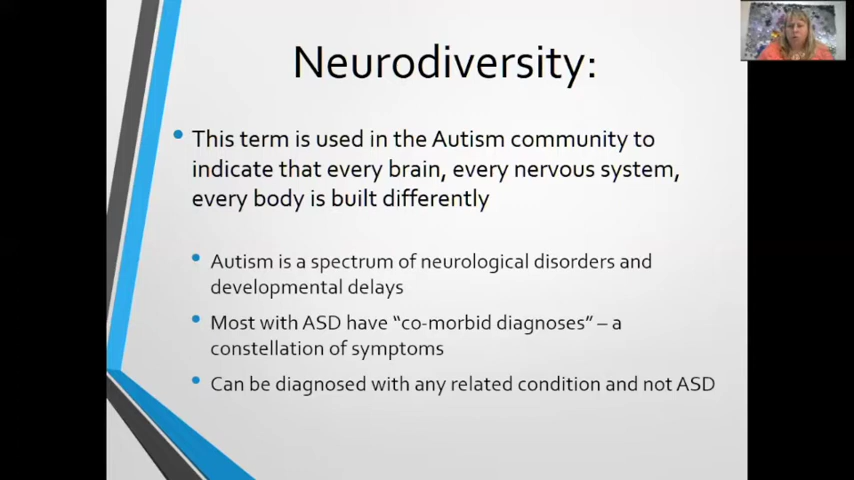 Neurodiversity:
This term is used in the Autism community to
indicate that every brain, every nervous system,
every body is built differently
Autism is a spectrum of neurological disorders and
developmental delays
Most with ASD have “co-morbid diagnoses” – a
constellation of symptoms
Can be diagnosed with any related condition and not ASD